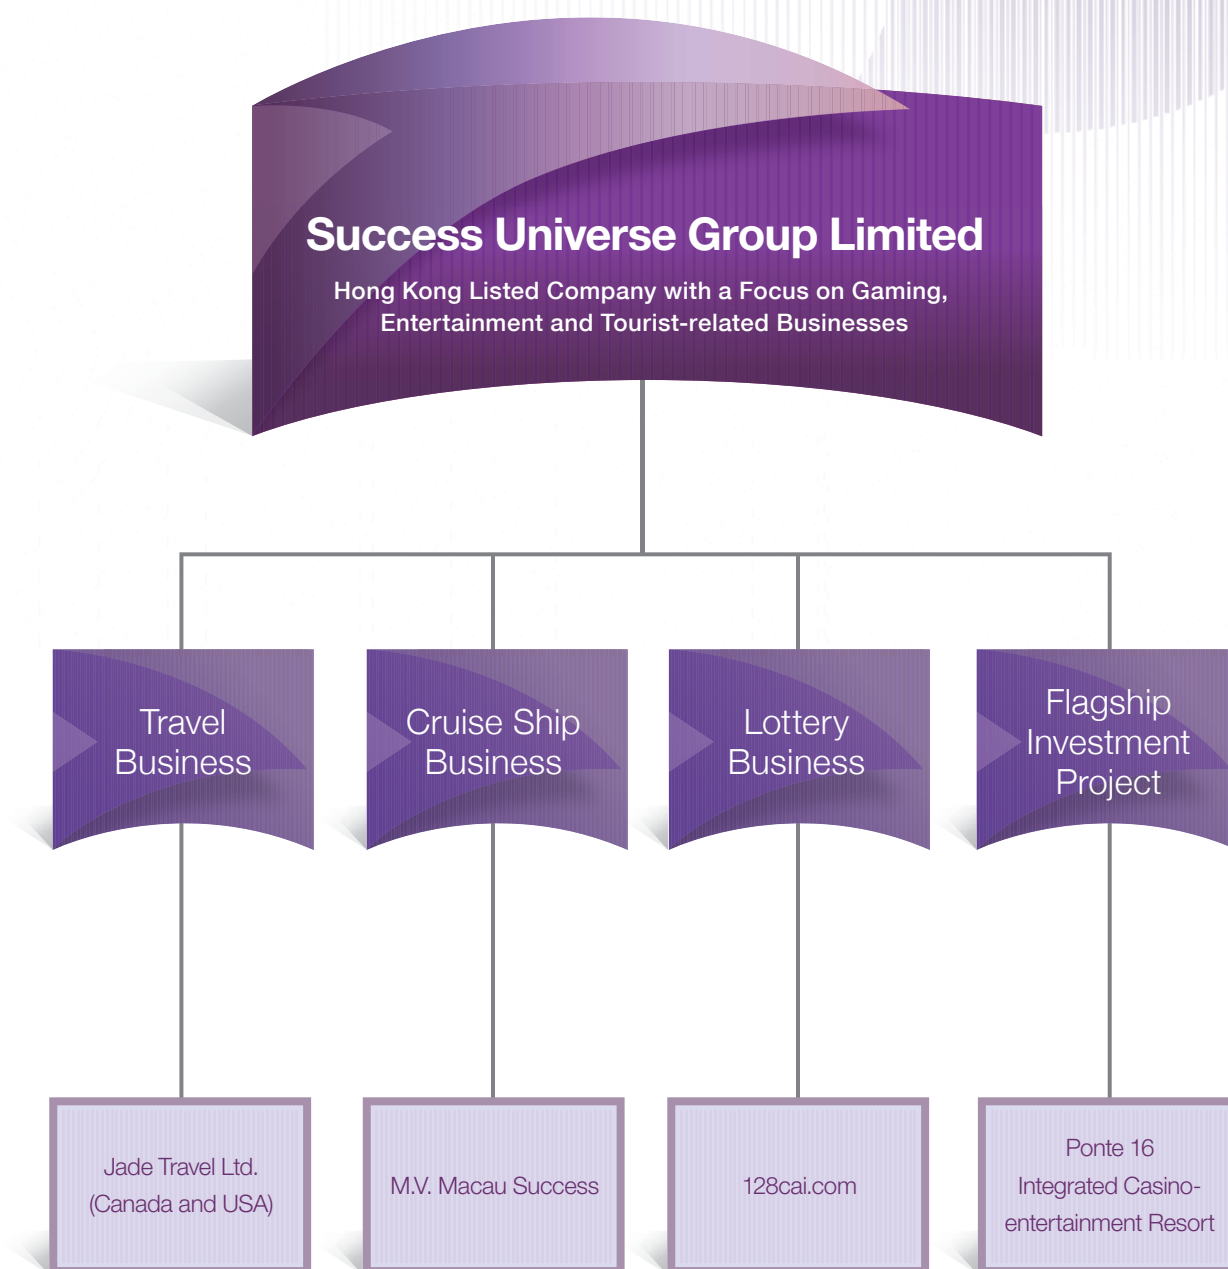 Success Universe Group Limited
Hong Kong Listed Company with a Focus on Gaming,
Entertainment and Tourist-related Businesses
Travel
Business
Cruise Ship
Business
Lottery
Business
Flagship
Investment
Project
Jade Travel Ltd.
(Canada and USA)
M.V. Macau Success
128cai.com
Ponte 16
Integrated Casino-
entertainment Resort